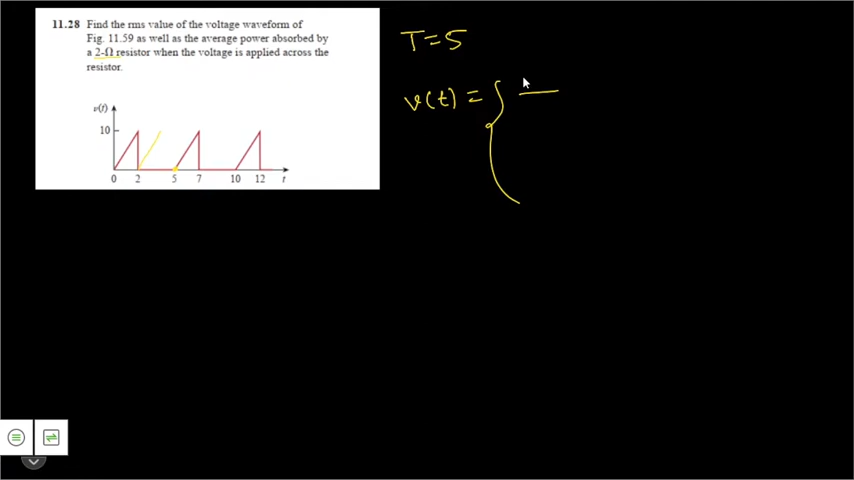 11.28 Find the rms value of the voltage waveform of
Fig. 11.59 as well as the average power absorbed by
a 2-Ω resistor when the voltage is applied across the
resistor.
T=5
v(t) = {
v(t)
10
0 2 5 7 10 12 t